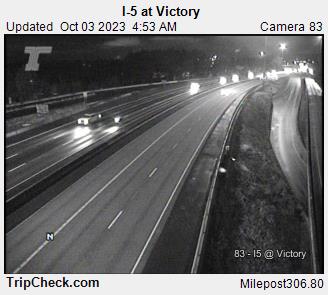 I-5 at Victory
Updated Oct 03 2023 4:53 AM Camera 83
T
N
83 - I5 @ Victory
TripCheck.com Milepost306.80